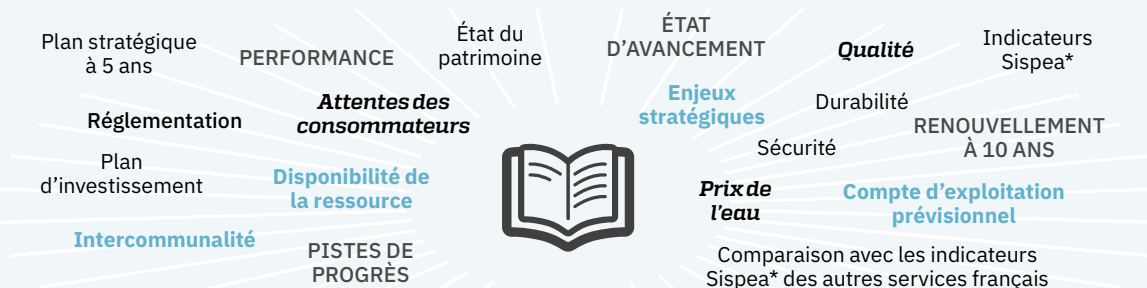 Plan stratégique
à 5 ans
PERFORMANCE
État du
patrimoine
ÉTAT
D’AVANCEMENT
Qualité
Indicateurs
Sispea*
Réglementation
Attentes des
consommateurs
Enjeux
stratégiques
Durabilité
RENOUVELLEMENT
À 10 ANS
Plan
d’investissement
Disponibilité de
la ressource
Sécurité
Prix de
l’eau
Compte d’exploitation
prévisionnel
Intercommunalité
PISTES DE
PROGRÈS
Comparaison avec les indicateurs
Sispea* des autres services français